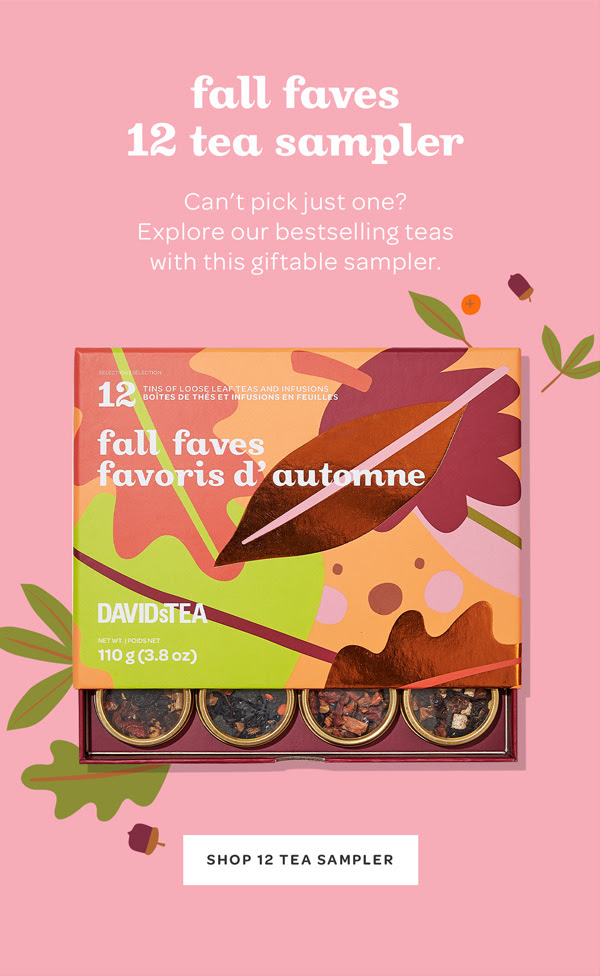 fall faves
12 tea sampler
Can't pick just one?
Explore our bestselling teas
with this giftable sampler.
SELECTION | SÉLECTION
12
TINS OF LOOSE LEAF TEAS AND INFUSIONS
BOÎTES DE THÉS ET INFUSIONS EN FEUILLES
fall faves
favoris d'automne
DAVIDsTEA
NET WT. | POIDS NET
110 g (3.8 oz)
SHOP 12 TEA SAMPLER